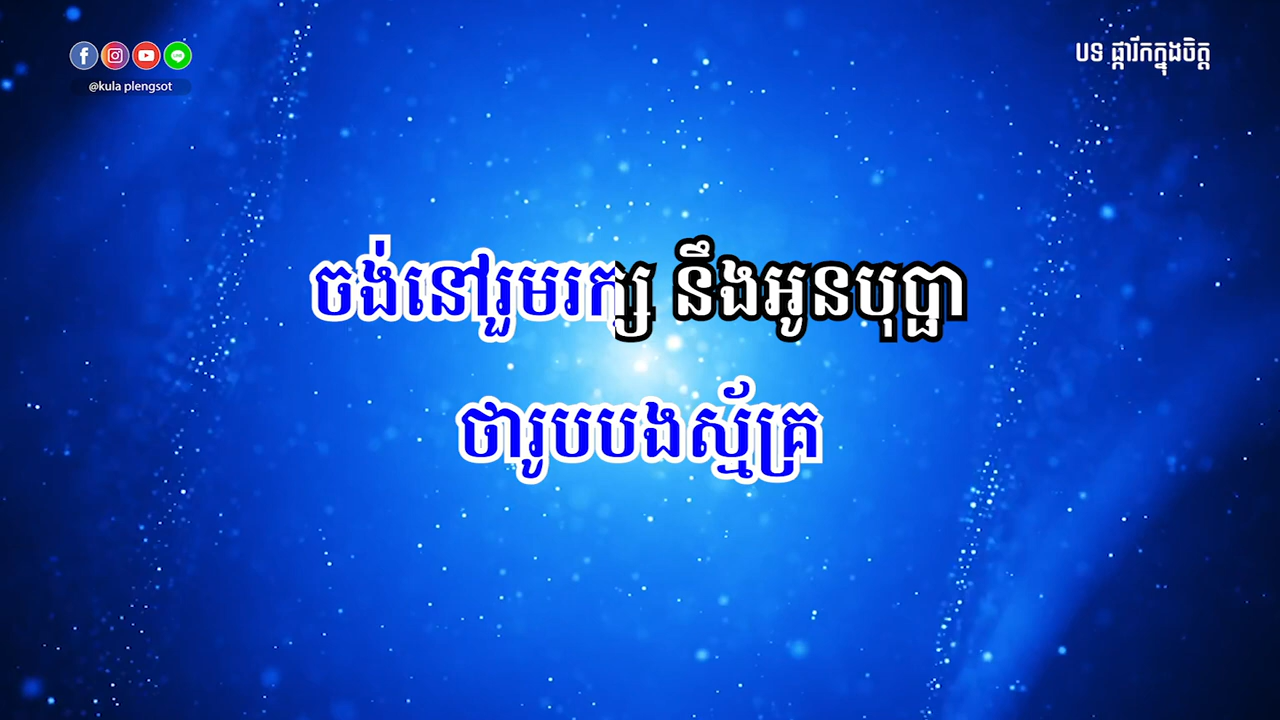 @kula plengsot
បទ ផ្ការីកក្នុងចិត្ត
ចង់នៅរួមរក្ស នឹងអូនបុប្ផា
ថារូបបងស្ម័គ្រ